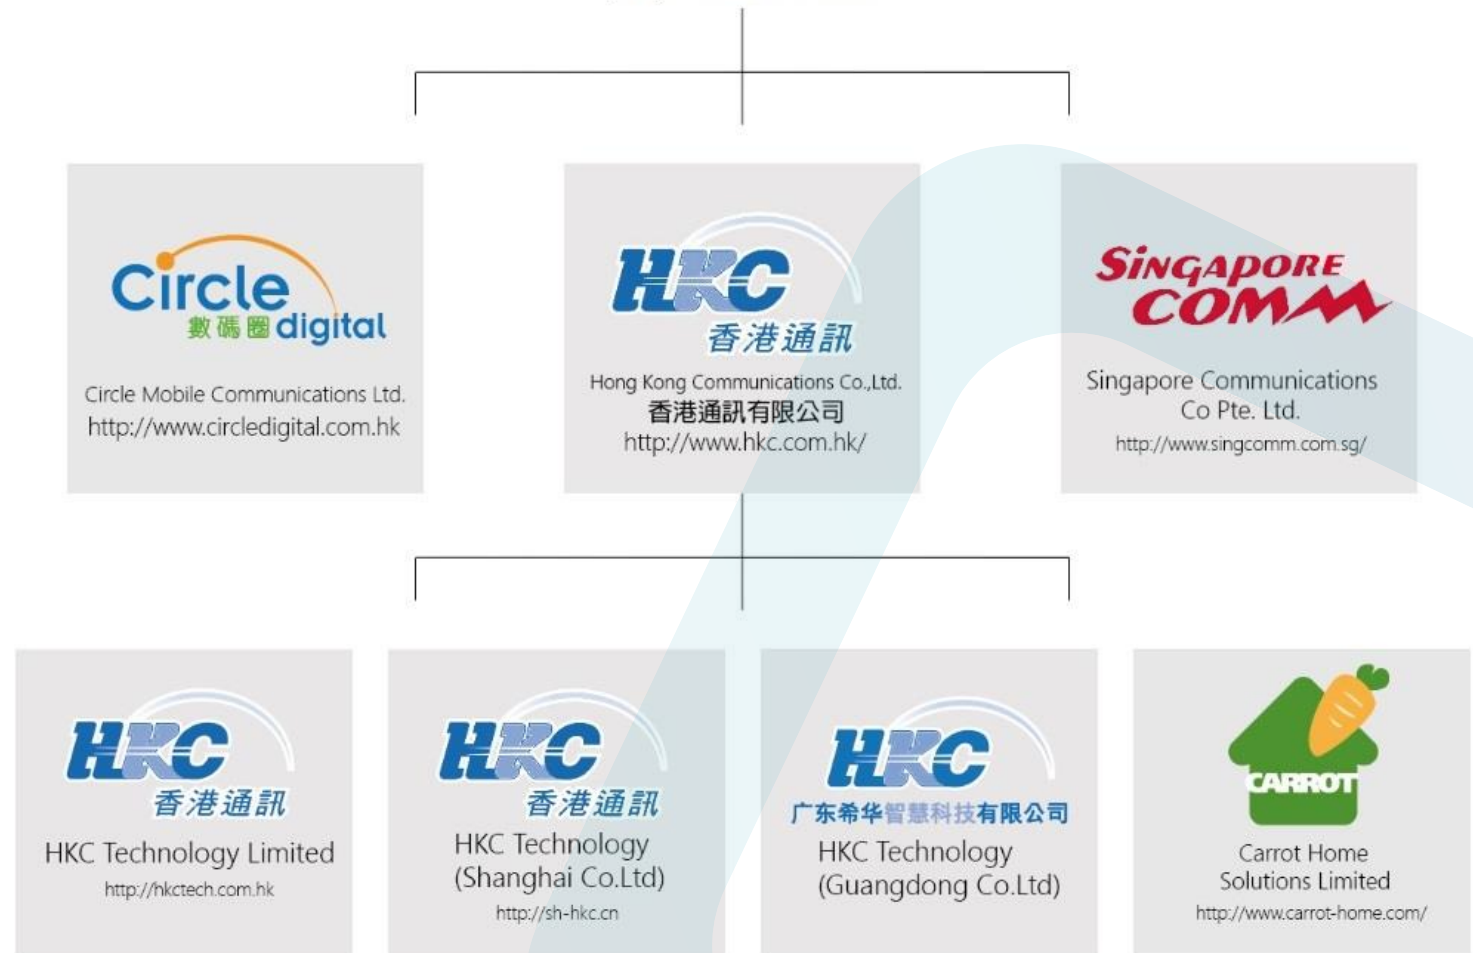 Circle
數碼圈 digital
Circle Mobile Communications Ltd.
http://www.circledigital.com.hk
HKC
香港通訊
Hong Kong Communications Co.,Ltd.
香港通訊有限公司
http://www.hkc.com.hk/
SiNGAPORE
COMM
Singapore Communications
Co Pte. Ltd.
http://www.singcomm.com.sg/
HKC
香港通訊
HKC Technology Limited
http://hkctech.com.hk
HKC
香港通訊
HKC Technology
(Shanghai Co.Ltd)
http://sh-hkc.cn
HKC
广东希华智慧科技有限公司
HKC Technology
(Guangdong Co.Ltd)
CARROT
Carrot Home
Solutions Limited
http://www.carrot-home.com/